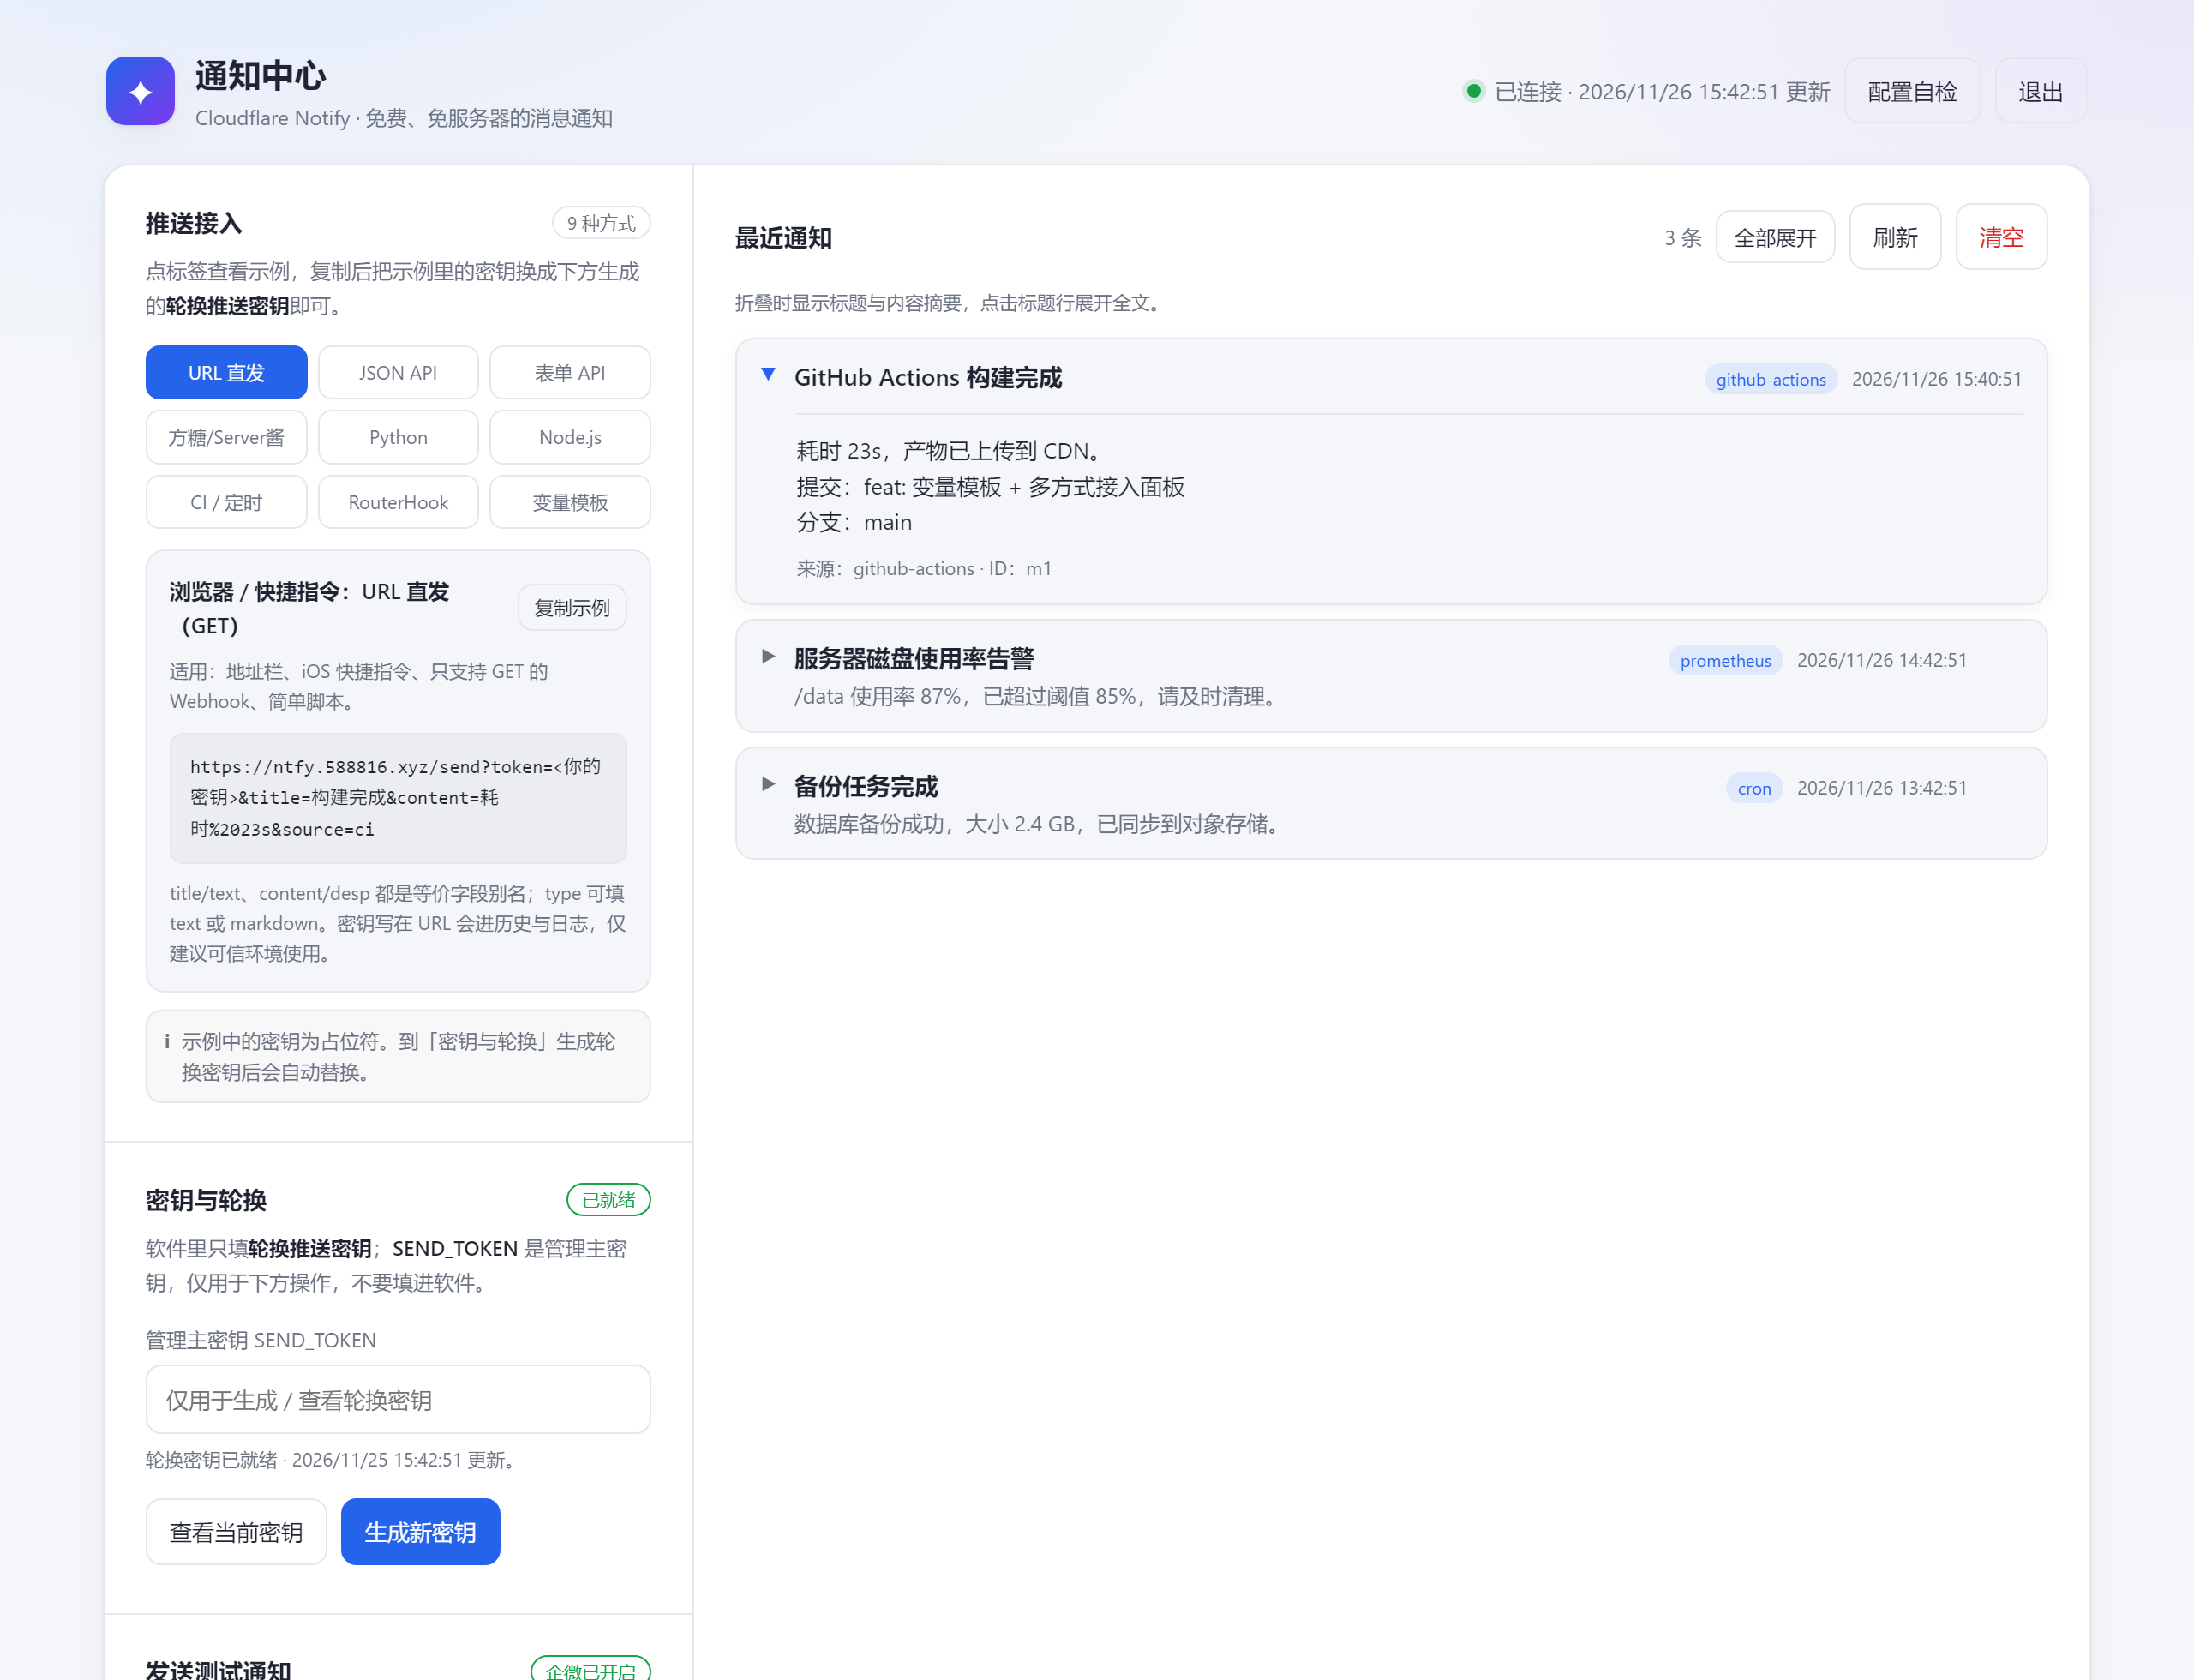 通知中心
Cloudflare Notify · 免费、免服务器的消息通知
已连接 · 2026/11/26 15:42:51 更新
配置自检
退出
推送接入
9 种方式
点标签查看示例，复制后把示例里的密钥换成下方生成
的轮换推送密钥即可。
URL 直发
JSON API
表单 API
方糖/Server酱
Python
Node.js
CI / 定时
RouterHook
变量模板
浏览器 / 快捷指令：URL 直发
（GET）
复制示例
适用：地址栏、iOS 快捷指令、只支持 GET 的
Webhook、简单脚本。
https://ntfy.588816.xyz/send?token=<你的
密钥>&title=构建完成&content=耗
时%2023s&source=ci
title/text、content/desp 都是等价字段别名；type 可填
text 或 markdown。密钥写在 URL 会进历史与日志，仅
建议可信环境使用。
i 示例中的密钥为占位符。到「密钥与轮换」生成轮
换密钥后会自动替换。
密钥与轮换
已就绪
软件里只填轮换推送密钥；SEND_TOKEN 是管理主密
钥，仅用于下方操作，不要填进软件。
管理主密钥 SEND_TOKEN
仅用于生成 / 查看轮换密钥
轮换密钥已就绪 · 2026/11/25 15:42:51 更新。
查看当前密钥
生成新密钥
发送测试通知
企微已开启
最近通知
3 条
全部展开
刷新
清空
折叠时显示标题与内容摘要，点击标题行展开全文。
GitHub Actions 构建完成
github-actions
2026/11/26 15:40:51
耗时 23s，产物已上传到 CDN。
提交：feat: 变量模板 + 多方式接入面板
分支：main
来源：github-actions · ID：m1
服务器磁盘使用率告警
prometheus
2026/11/26 14:42:51
/data 使用率 87%，已超过阈值 85%，请及时清理。
备份任务完成
cron
2026/11/26 13:42:51
数据库备份成功，大小 2.4 GB，已同步到对象存储。